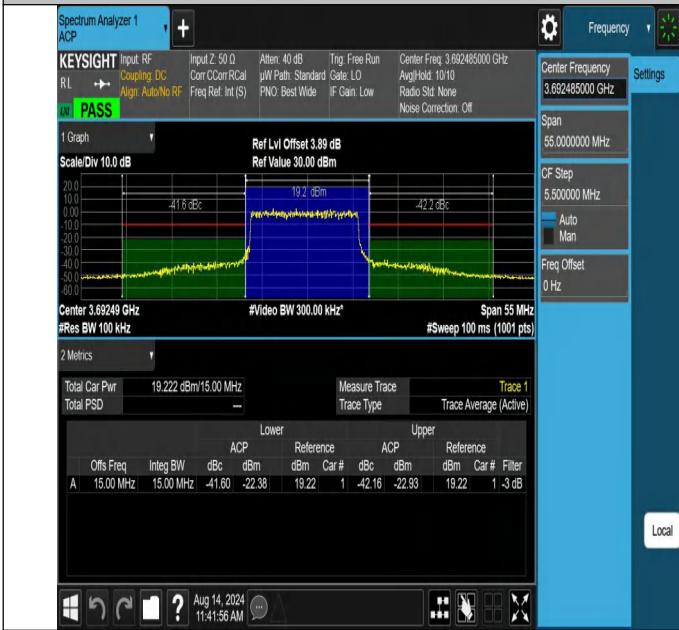 Spectrum Analyzer 1
ACP
+
Frequency
KEYSIGHT
RL
PASS
Input: RF
Coupling: DC
Align: Auto/No RF
Input Z: 50 Ω
Corr CCorr RCal
Freq Ref: Int (S)
Atten: 40 dB
µW Path: Standard
PNO: Best Wide
Trig: Free Run
Gate: LO
IF Gain: Low
Center Freq: 3.692485000 GHz
Avg|Hold: 10/10
Radio Std: None
Noise Correction: Off
Center Frequency
3.692485000 GHz
Settings
Span
55.0000000 MHz
CF Step
5.500000 MHz
Auto
Man
Freq Offset
0 Hz
1 Graph
Scale/Div 10.0 dB
Ref Lvl Offset 3.89 dB
Ref Value 30.00 dBm
20.0
10.0
0.00
-10.0
-20.0
-30.0
-40.0
-50.0
-60.0
-41.6 dBc
19.2 dBm
-42.2 dBc
Center 3.69249 GHz
#Video BW 300.00 kHz*
Span 55 MHz
#Res BW 100 kHz
#Sweep 100 ms (1001 pts)
2 Metrics
Total Car Pwr 19.222 dBm/15.00 MHz
Total PSD ---
Measure Trace Trace 1
Trace Type Trace Average (Active)
Lower Upper
ACP Reference ACP Reference
Offs Freq Integ BW dBc dBm dBm Car # dBc dBm dBm Car # Filter
A 15.00 MHz 15.00 MHz -41.60 -22.38 19.22 1 -42.16 -22.93 19.22 1 -3 dB
Local
?
Aug 14, 2024
11:41:56 AM